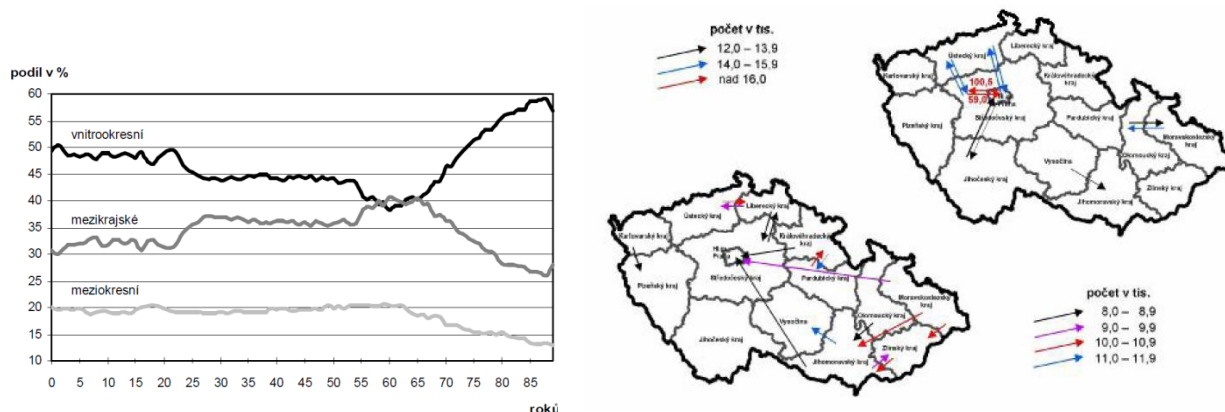 podíl v %
60
55
50
45
40
35
30
25
20
15
10
vnitrookresní
mezikrajské
meziokresní
0 5 10 15 20 25 30 35 40 45 50 55 60 65 70 75 80 85
roků
počet v tis.
12,0 – 13,9
14,0 – 15,9
nad 16,0
Ústecký kraj
Liberecký kraj
Karlovarský kraj
Královéhradecký kraj
100,5
59,0
Praha
Středočeský kraj
Plzeňský kraj
Pardubický kraj
Moravskoslezský kraj
Olomoucký kraj
Vysočina
Zlínský kraj
Jihočeský kraj
Jihomoravský kraj
Liberecký kraj
Ústecký kraj
Karlovarský kraj
Královéhradecký kraj
Praha
Středočeský kraj
Plzeňský kraj
Pardubický kraj
Moravskoslezský kraj
Olomoucký kraj
Vysočina
Zlínský kraj
Jihočeský kraj
Jihomoravský kraj
počet v tis.
8,0 – 8,9
9,0 – 9,9
10,0 – 10,9
11,0 – 11,9